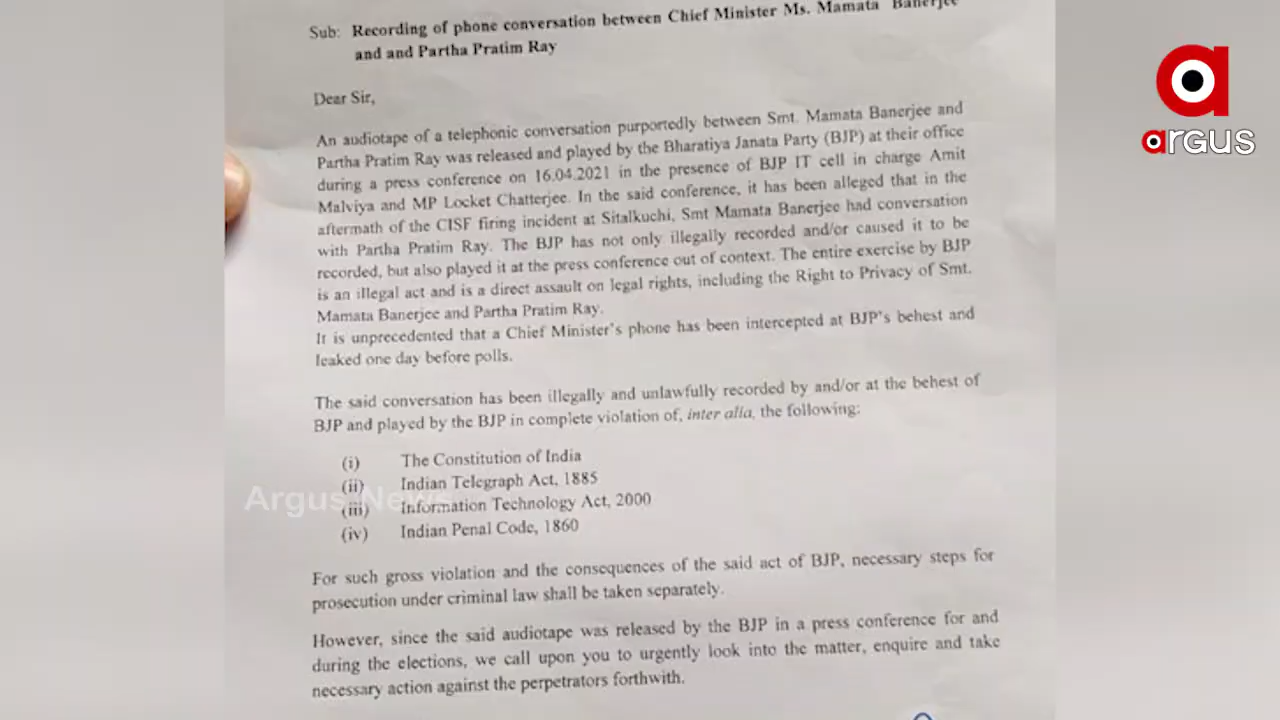 Sub: Recording of phone conversation between Chief Minister Ms. Mamata Banerjee
and and Partha Pratim Ray
argus
Dear Sir,
An audiotape of a telephonic conversation purportedly between Smt. Mamata Banerjee and
Partha Pratim Ray was released and played by the Bharatiya Janata Party (BJP) at their office
during a press conference on 16.04.2021 in the presence of BJP IT cell in charge Amit
Malviya and MP Locket Chatterjee. In the said conference, it has been alleged that in the
aftermath of the CISF firing incident at Sitalkuchi, Smt Mamata Banerjee had conversation
with Partha Pratim Ray. The BJP has not only illegally recorded and/or caused it to be
recorded, but also played it at the press conference out of context. The entire exercise by BJP
is an illegal act and is a direct assault on legal rights, including the Right to Privacy of Smt.
Mamata Banerjee and Partha Pratim Ray.
It is unprecedented that a Chief Minister's phone has been intercepted at BJP's behest and
leaked one day before polls.
The said conversation has been illegally and unlawfully recorded by and/or at the behest of
BJP and played by the BJP in complete violation of, inter alia, the following:
(i) The Constitution of India
(ii) Indian Telegraph Act, 1885
Argus News
(iii) Information Technology Act, 2000
(iv) Indian Penal Code, 1860
For such gross violation and the consequences of the said act of BJP, necessary steps for
prosecution under criminal law shall be taken separately.
However, since the said audiotape was released by the BJP in a press conference for and
during the elections, we call upon you to urgently look into the matter, enquire and take
necessary action against the perpetrators forthwith.